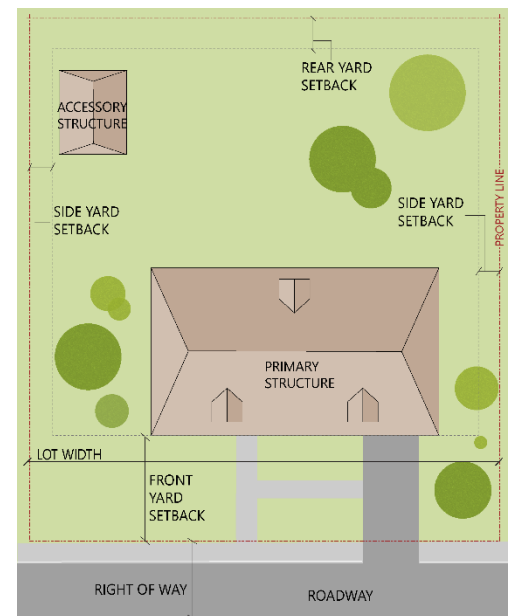 REAR YARD
SETBACK
ACCESSORY
STRUCTURE
SIDE YARD
SETBACK
SIDE YARD
SETBACK
PROPERTY LINE
PRIMARY
STRUCTURE
LOT WIDTH
FRONT
YARD
SETBACK
RIGHT OF WAY
ROADWAY